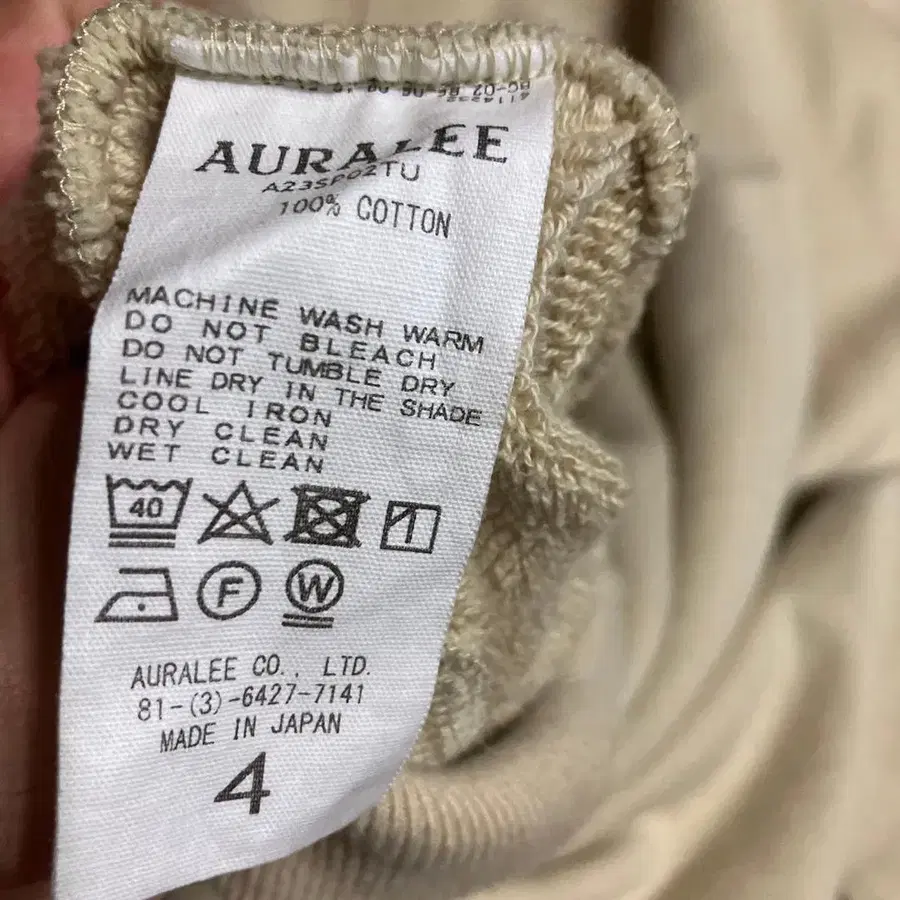 AURALEE
A23SP02TU
100% COTTON
MACHINE WASH WARM
DO NOT BLEACH
DO NOT TUMBLE DRY
LINE DRY IN THE SHADE
COOL IRON
DRY CLEAN
WET CLEAN
40
F
W
AURALEE CO., LTD.
81-(3)-6427-7141
MADE IN JAPAN
4